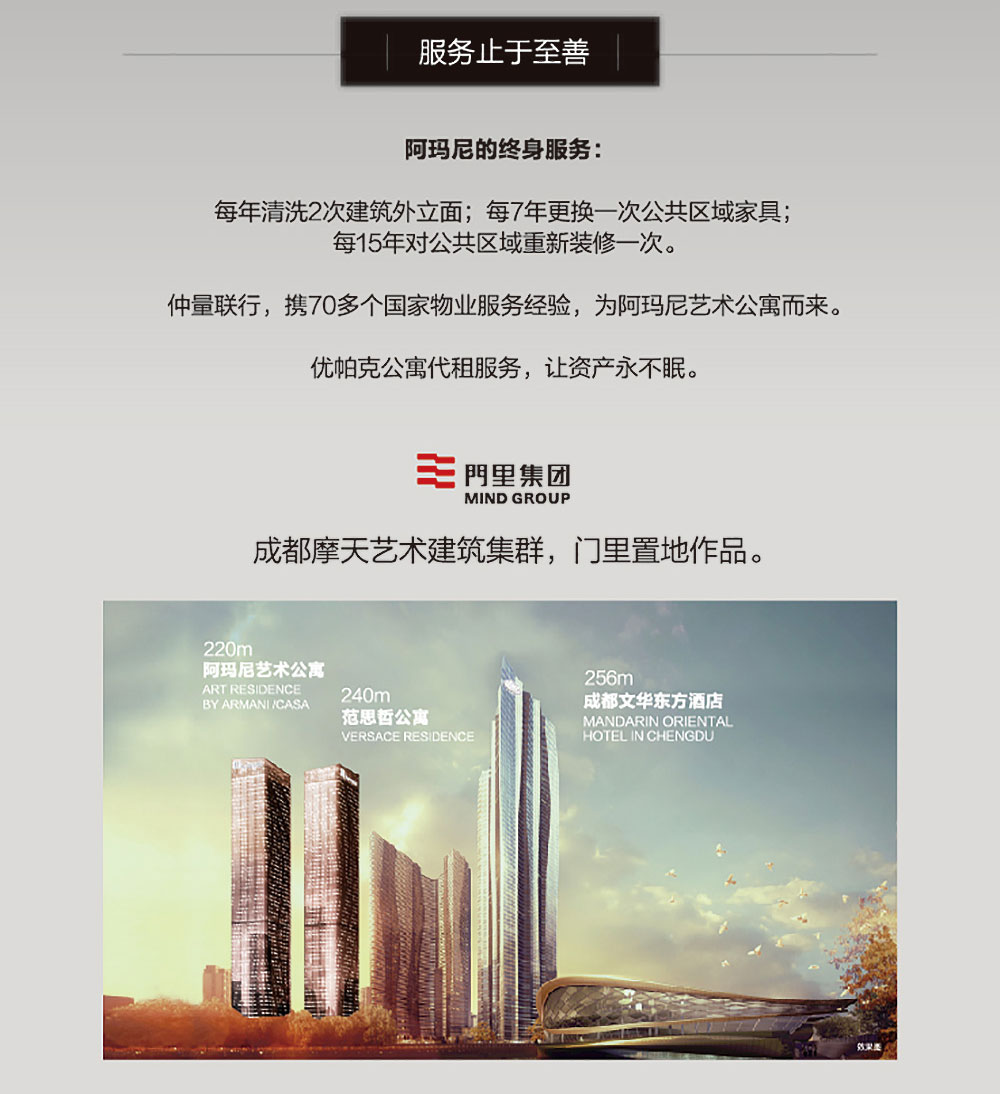 服务止于至善
阿玛尼的终身服务：
每年清洗2次建筑外立面；每7年更换一次公共区域家具；
每15年对公共区域重新装修一次。
仲量联行，携70多个国家物业服务经验，为阿玛尼艺术公寓而来。
优帕克公寓代租服务，让资产永不眠。
門里集团
MIND GROUP
成都摩天艺术建筑集群，门里置地作品。
220m
阿玛尼艺术公寓
ART RESIDENCE
BY ARMANI /CASA
240m
范思哲公寓
VERSACE RESIDENCE
256m
成都文华东方酒店
MANDARIN ORIENTAL
HOTEL IN CHENGDU
效果图